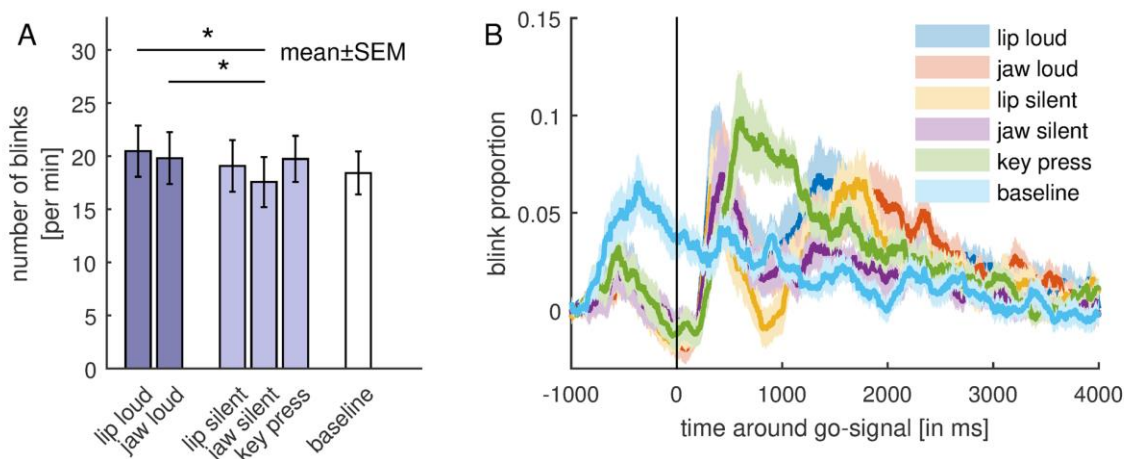 A
number of blinks
[per min]
30
25
20
15
10
5
0
*
*
mean±SEM
lip loud
jaw loud
lip silent
jaw silent
key press
baseline
B
blink proportion
0.15
0.1
0.05
0
lip loud
jaw loud
lip silent
jaw silent
key press
baseline
-1000
0
1000
2000
3000
4000
time around go-signal [in ms]